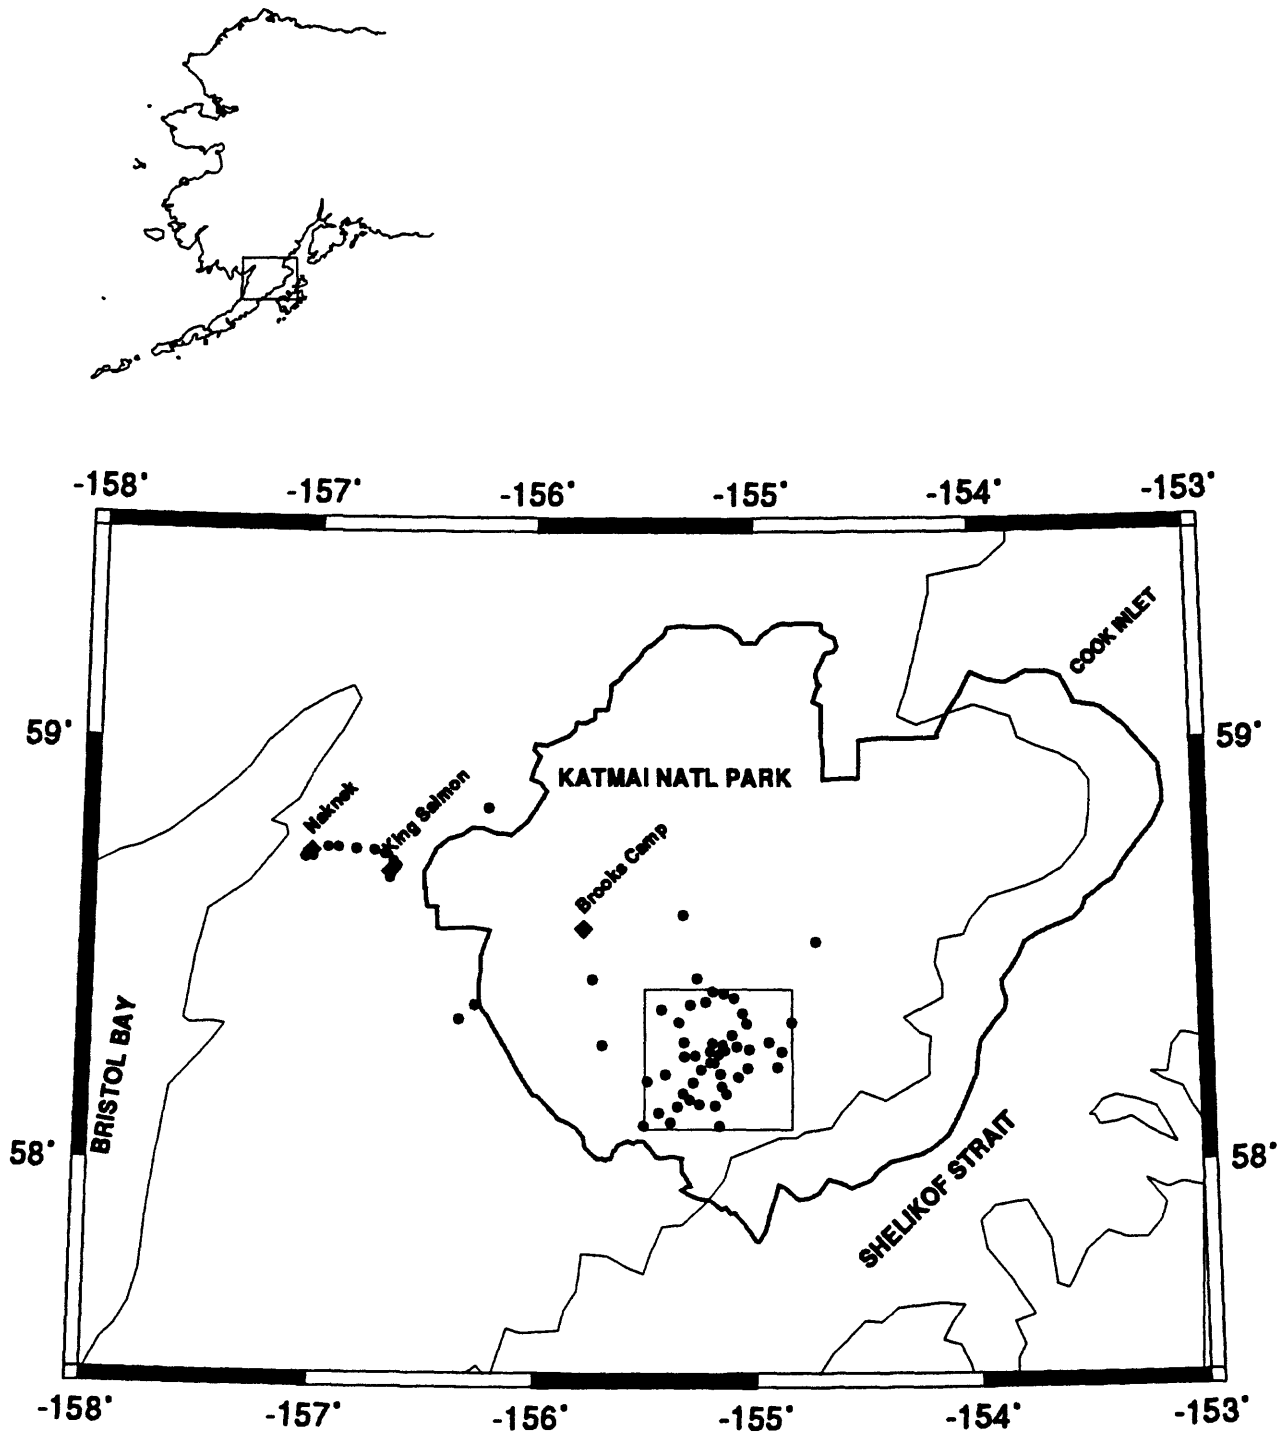 -158° -157° -156° -155° -154° -153°
COOK INLET
59° 59°
KATMAI NATL PARK
Naknek
King Salmon
Brooks Camp
BRISTOL BAY
58° 58°
SHELIKOF STRAIT
-158° -157° -156° -155° -154° -153°